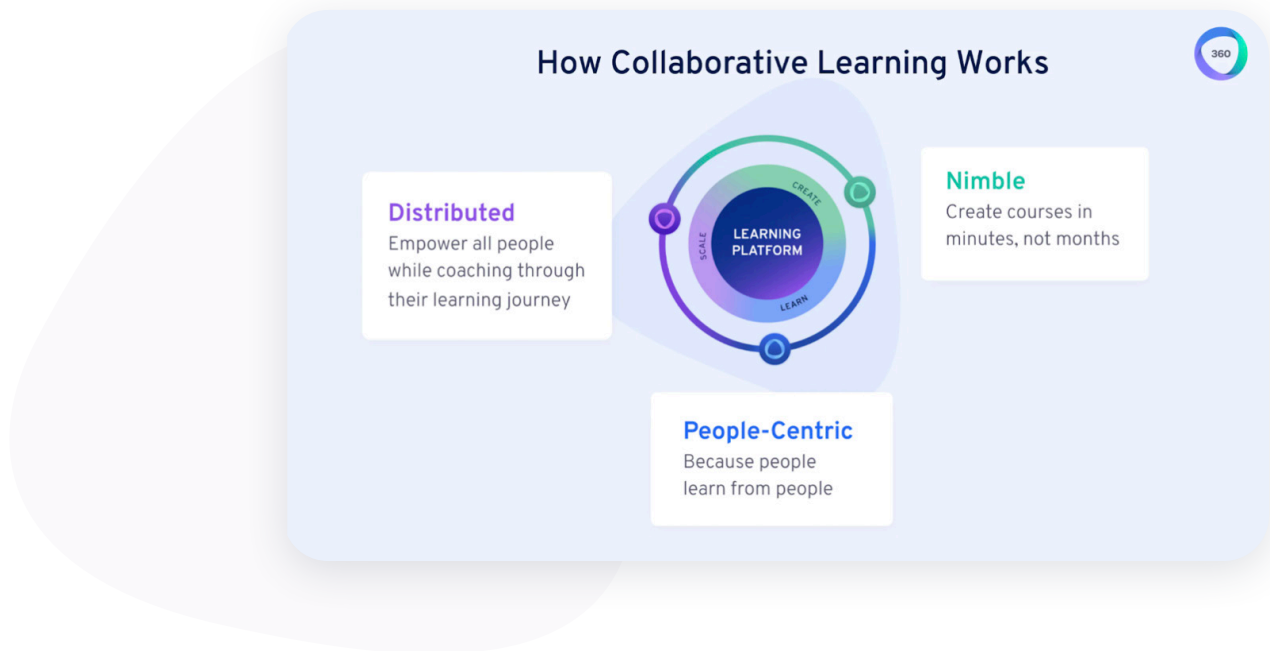 How Collaborative Learning Works
360
Distributed
Empower all people
while coaching through
their learning journey
CREATE
SCALE
LEARNING
PLATFORM
LEARN
Nimble
Create courses in
minutes, not months
People-Centric
Because people
learn from people